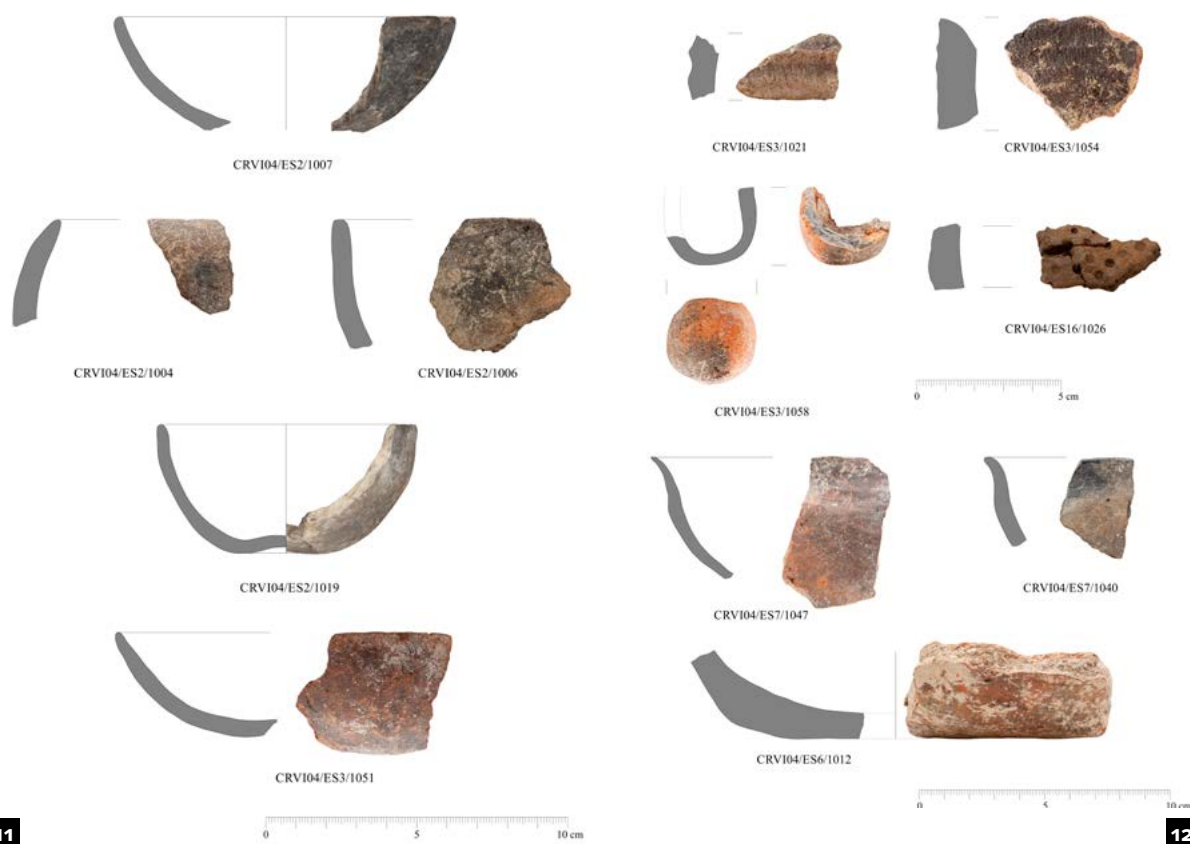 CRVI04/ES2/1007
CRVI04/ES2/1004
CRVI04/ES2/1006
CRVI04/ES2/1019
CRVI04/ES3/1051
0 5 10 cm
11
CRVI04/ES3/1021
CRVI04/ES3/1054
CRVI04/ES3/1058
CRVI04/ES16/1026
0 5 cm
CRVI04/ES7/1047
CRVI04/ES7/1040
CRVI04/ES6/1012
0 5 10 cm
12